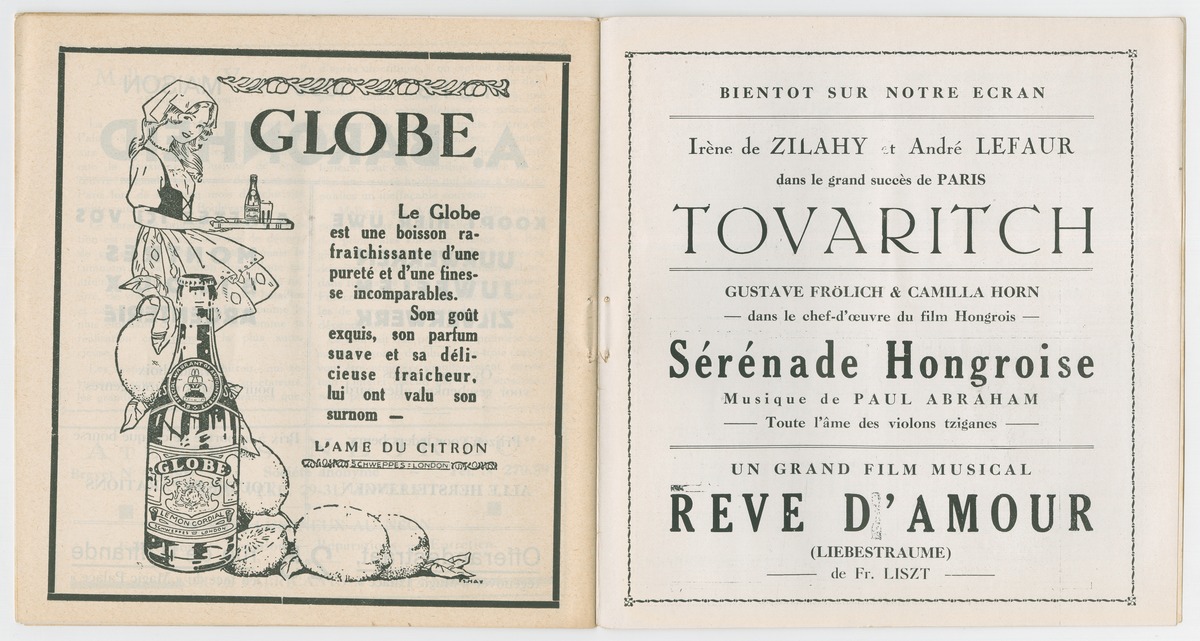 GLOBE
Le Globe
est une boisson ra-
fraîchissante d'une
pureté et d'une fines-
se incomparables.
Son goût
exquis, son parfum
suave et sa déli-
cieuse fraîcheur,
lui ont valu son
surnom —
L'AME DU CITRON
SCHWEPPES : LONDON
GLOBE
LEMON CORDIAL
BIENTOT SUR NOTRE ECRAN
Irène de ZILAHY et André LEFAUR
dans le grand succès de PARIS
TOVARITCH
GUSTAVE FRÖLICH & CAMILLA HORN
— dans le chef-d'œuvre du film Hongrois —
Sérénade Hongroise
Musique de PAUL ABRAHAM
— Toute l'âme des violons tziganes —
UN GRAND FILM MUSICAL
REVE D'AMOUR
(LIEBESTRAUME)
— de Fr. LISZT —